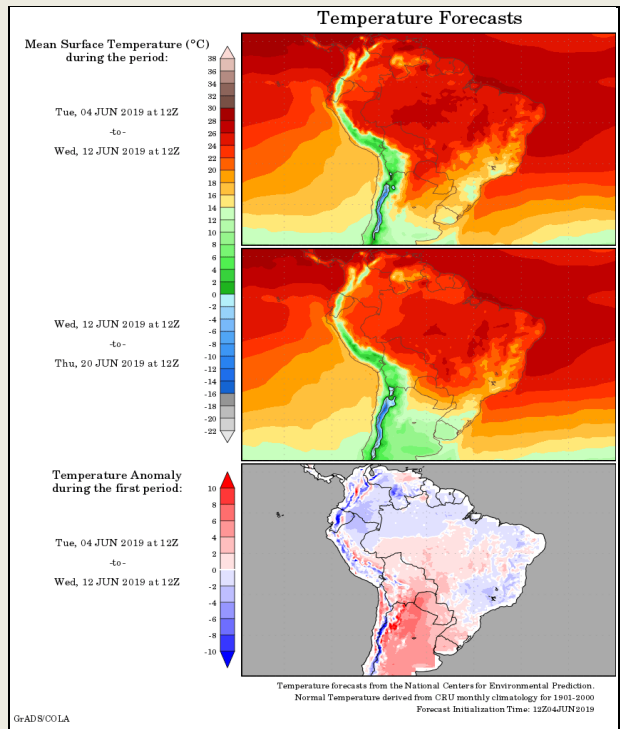 Temperature Forecasts
Mean Surface Temperature (°C)
during the period:
38
36
34
32
30
28
26
24
22
20
18
16
14
12
10
8
6
4
2
0
-2
-4
-6
-8
-10
-12
-14
-16
-18
-20
-22
Tue, 04 JUN 2019 at 12Z
-to-
Wed, 12 JUN 2019 at 12Z
Wed, 12 JUN 2019 at 12Z
-to-
Thu, 20 JUN 2019 at 12Z
Temperature Anomaly
during the first period:
10
8
6
4
2
0
-2
-4
-6
-8
-10
Tue, 04 JUN 2019 at 12Z
-to-
Wed, 12 JUN 2019 at 12Z
Temperature forecasts from the National Centers for Environmental Prediction.
Normal Temperature derived from CRU monthly climatology for 1901-2000
Forecast Initialization Time: 12Z04JUN2019
GrADS/COLA